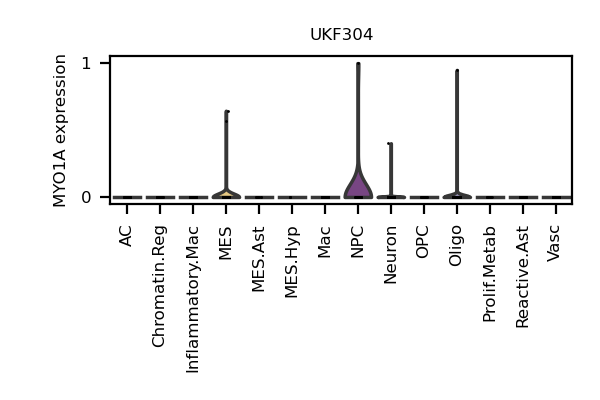 UKF304
MYO1A expression
1
0
AC
Chromatin.Reg
Inflammatory.Mac
MES
MES.Ast
MES.Hyp
Mac
NPC
Neuron
OPC
Oligo
Prolif.Metab
Reactive.Ast
Vasc